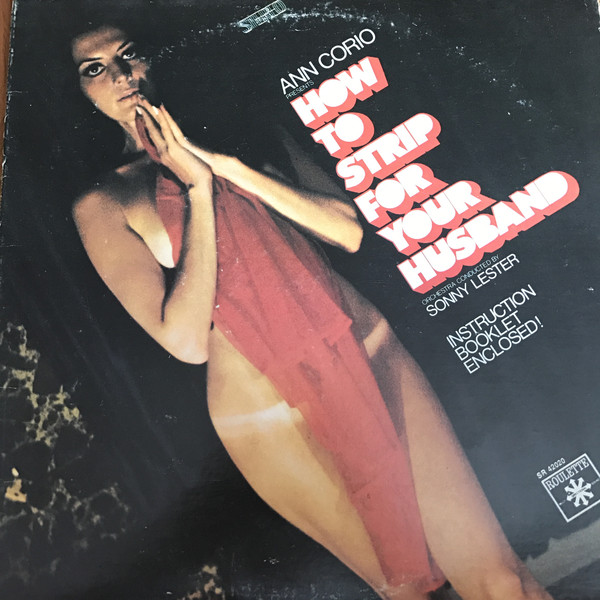 STEREO
ANN CORIO
PRESENTS
HOW
TO
STRIP
FOR
YOUR
HUSBAND
ORCHESTRA CONDUCTED BY
SONNY LESTER
INSTRUCTION
BOOKLET
ENCLOSED!
SR 42020
ROULETTE